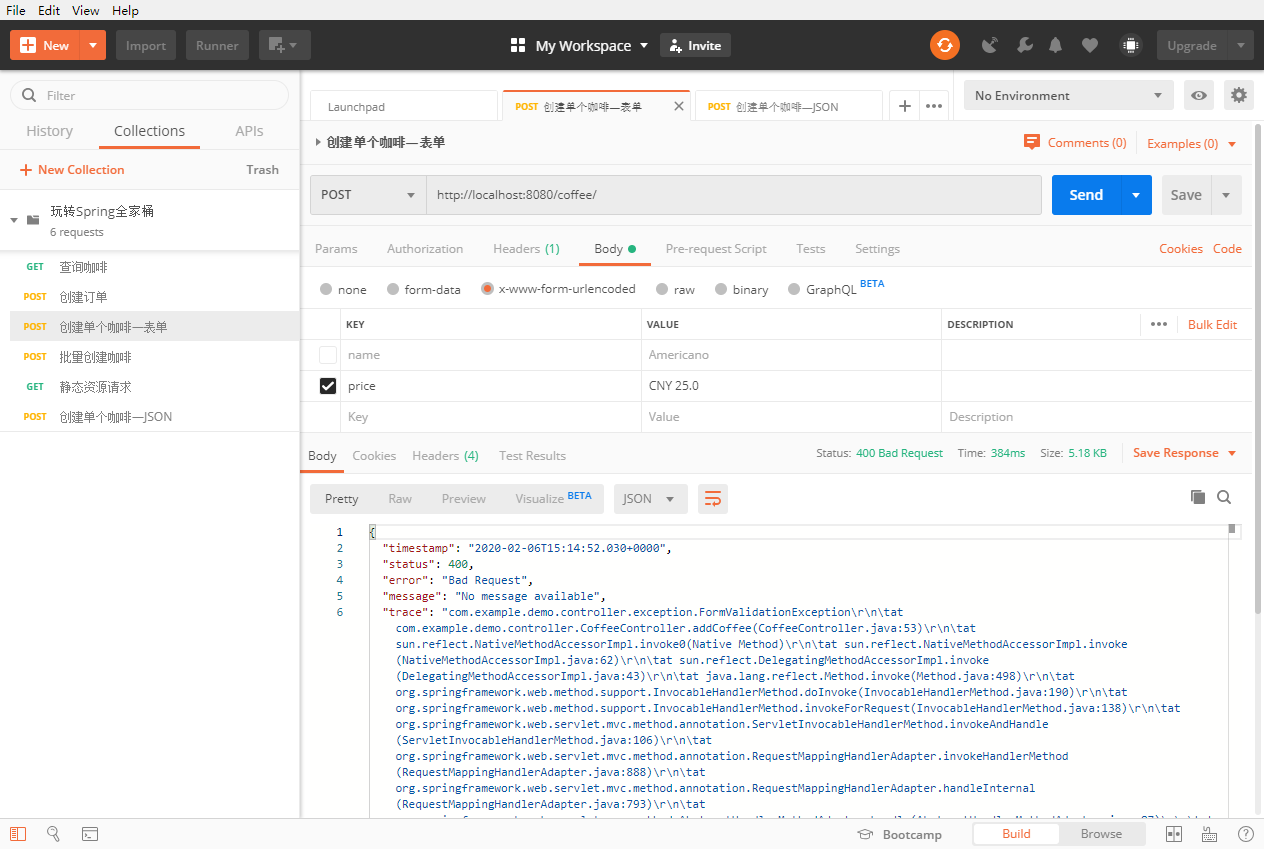 File Edit View Help
New Import Runner My Workspace Invite Upgrade
Filter
History Collections APIs
New Collection Trash
玩转Spring全家桶
6 requests
GET 查询咖啡
POST 创建订单
POST 创建单个咖啡—表单
POST 批量创建咖啡
GET 静态资源请求
POST 创建单个咖啡—JSON
Launchpad POST 创建单个咖啡—表单 POST 创建单个咖啡—JSON No Environment
创建单个咖啡—表单 Comments (0) Examples (0)
POST http://localhost:8080/coffee/ Send Save
Params Authorization Headers (1) Body Pre-request Script Tests Settings Cookies Code
none form-data x-www-form-urlencoded raw binary GraphQL BETA
KEY VALUE DESCRIPTION Bulk Edit
name Americano
price CNY 25.0
Key Value Description
Body Cookies Headers (4) Test Results Status: 400 Bad Request Time: 384ms Size: 5.18 KB Save Response
Pretty Raw Preview Visualize BETA JSON
1 {
2 "timestamp": "2020-02-06T15:14:52.030+0000",
3 "status": 400,
4 "error": "Bad Request",
5 "message": "No message available",
6 "trace": "com.example.demo.controller.exception.FormValidationException\r\n\tat
com.example.demo.controller.CoffeeController.addCoffee(CoffeeController.java:53)\r\n\tat
sun.reflect.NativeMethodAccessorImpl.invoke0(Native Method)\r\n\tat sun.reflect.NativeMethodAccessorImpl.invoke
(NativeMethodAccessorImpl.java:62)\r\n\tat sun.reflect.DelegatingMethodAccessorImpl.invoke
(DelegatingMethodAccessorImpl.java:43)\r\n\tat java.lang.reflect.Method.invoke(Method.java:498)\r\n\tat
org.springframework.web.method.support.InvocableHandlerMethod.doInvoke(InvocableHandlerMethod.java:190)\r\n\tat
org.springframework.web.method.support.InvocableHandlerMethod.invokeForRequest(InvocableHandlerMethod.java:138)\r\n\tat
org.springframework.web.servlet.mvc.method.annotation.ServletInvocableHandlerMethod.invokeAndHandle
(ServletInvocableHandlerMethod.java:106)\r\n\tat
org.springframework.web.servlet.mvc.method.annotation.RequestMappingHandlerAdapter.invokeHandlerMethod
(RequestMappingHandlerAdapter.java:888)\r\n\tat
org.springframework.web.servlet.mvc.method.annotation.RequestMappingHandlerAdapter.handleInternal
(RequestMappingHandlerAdapter.java:793)\r\n\tat
Bootcamp Build Browse